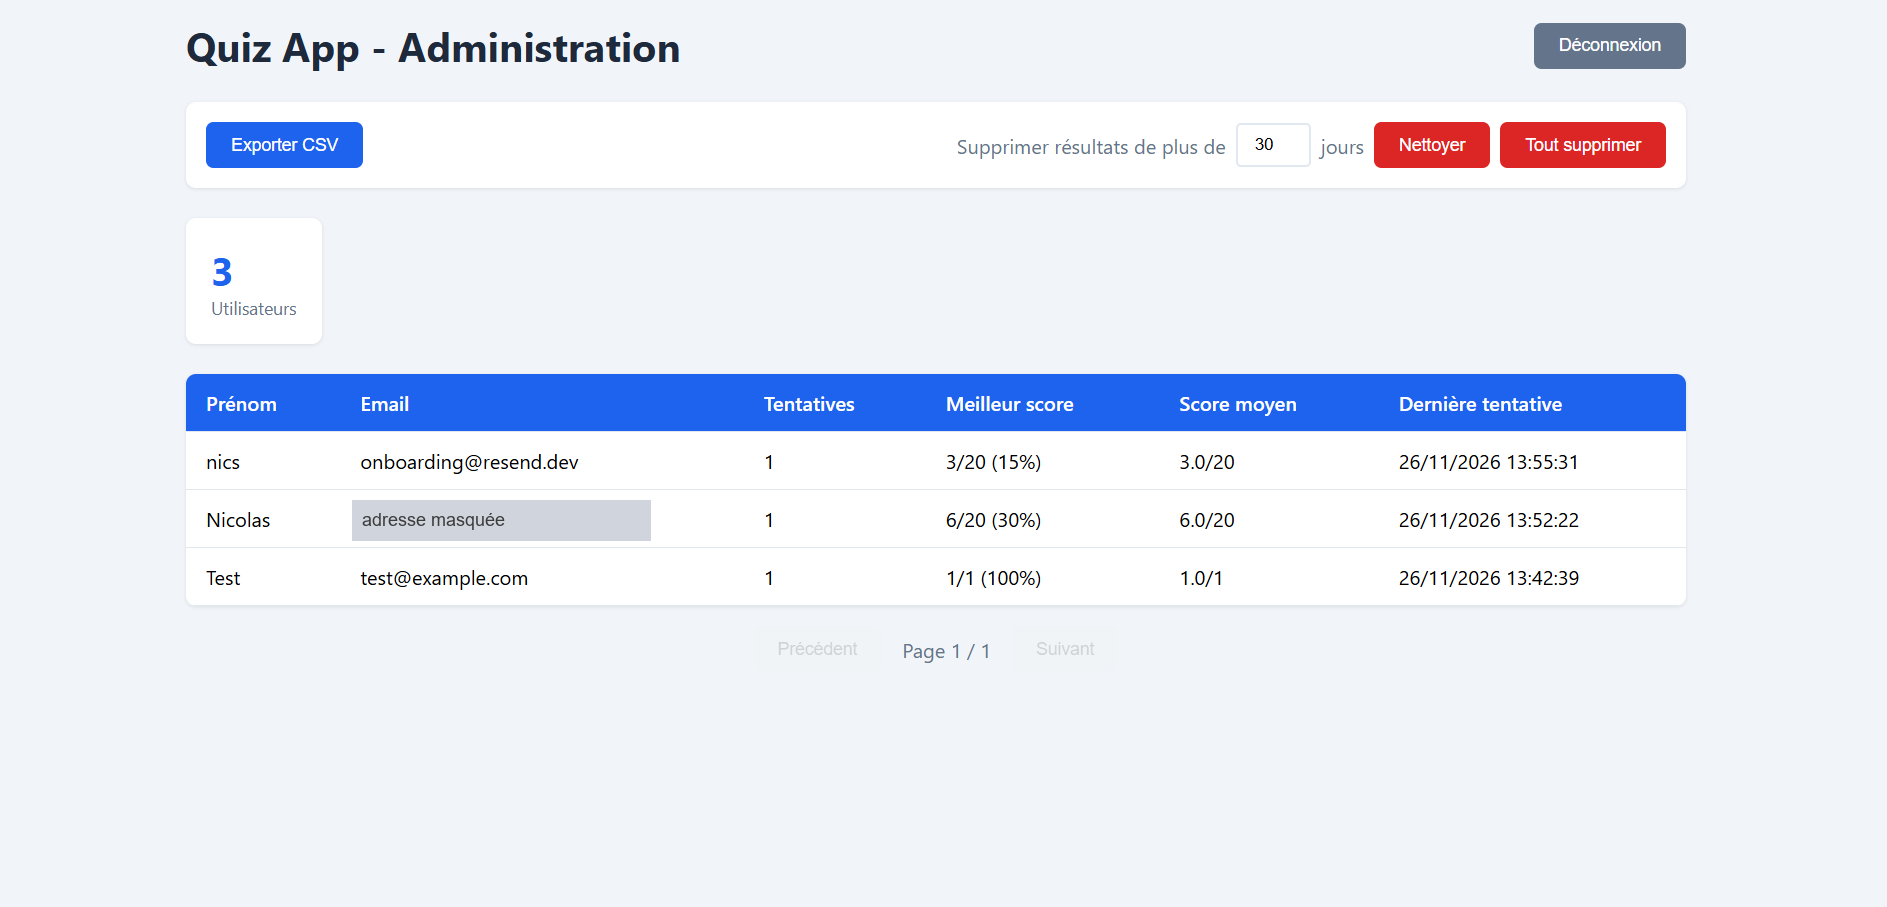 Quiz App - Administration
Déconnexion
Exporter CSV
Supprimer résultats de plus de 30 jours Nettoyer Tout supprimer
3
Utilisateurs
Prénom Email Tentatives Meilleur score Score moyen Dernière tentative
nics onboarding@resend.dev 1 3/20 (15%) 3.0/20 26/11/2026 13:55:31
Nicolas adresse masquée 1 6/20 (30%) 6.0/20 26/11/2026 13:52:22
Test test@example.com 1 1/1 (100%) 1.0/1 26/11/2026 13:42:39
Précédent Page 1 / 1 Suivant